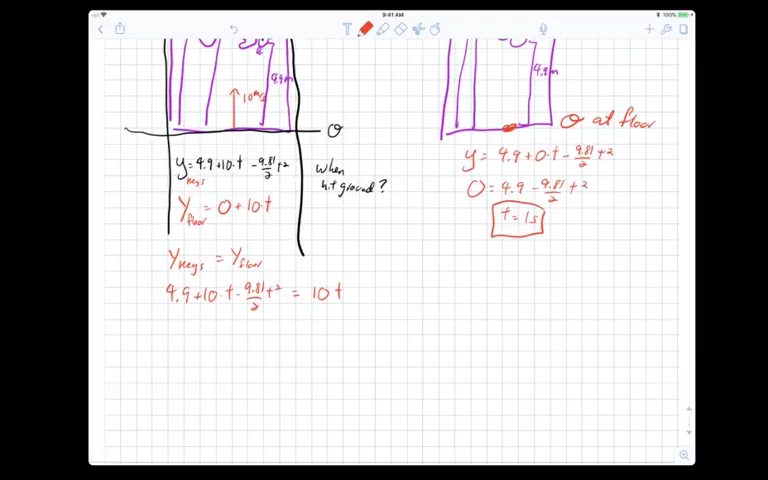 9:41 AM
100%
4.9m
10 m/s
0
y keys = 4.9+10·t - 9.81/2 t²
when hit ground?
y floor = 0 + 10·t
y keys = y floor
4.9+10·t - 9.81/2 t² = 10t
4.9m
0 at floor
y = 4.9 + 0·t - 9.81/2 t²
0 = 4.9 - 9.81/2 t²
t = 1s